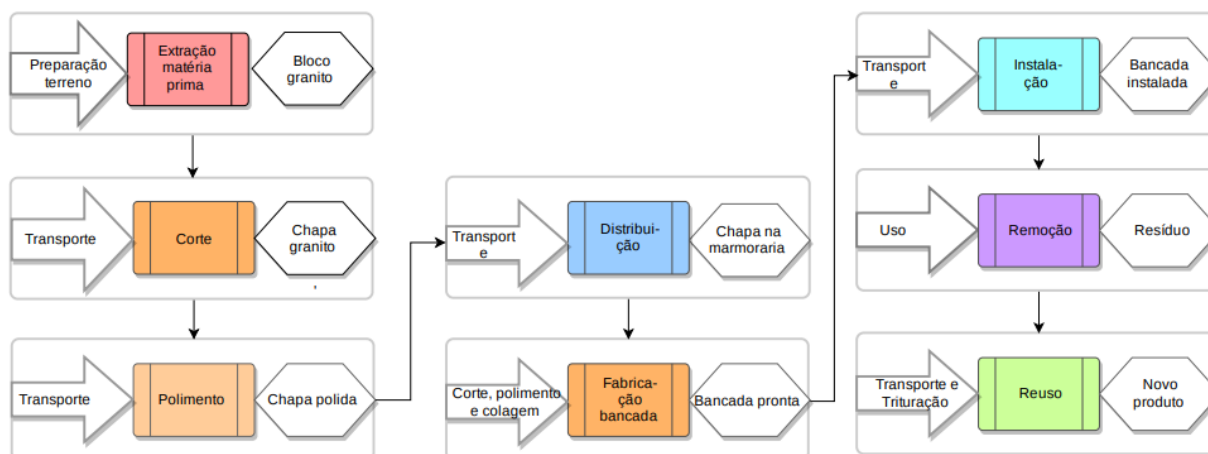 Preparação
terreno
Extração
matéria
prima
Bloco
granito
Transporte
Corte
Chapa
granito
Transporte
Polimento
Chapa polida
Transport
e
Distribui-
ção
Chapa na
marmoraria
Corte, polimento
e colagem
Fabrica-
ção
bancada
Bancada pronta
Transport
e
Instala-
ção
Bancada
instalada
Uso
Remoção
Resíduo
Transporte e
Trituração
Reuso
Novo
produto